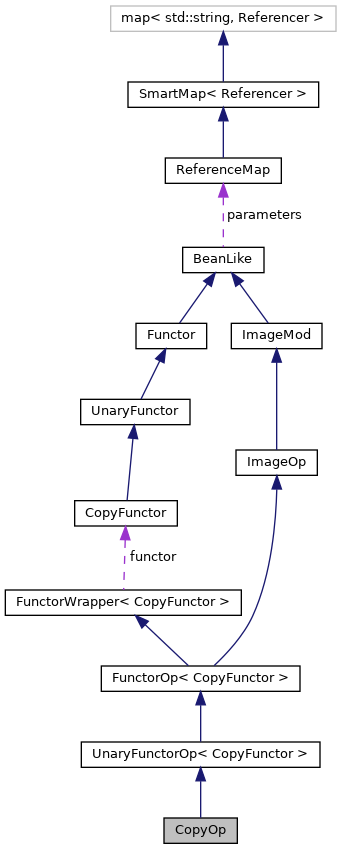 map< std::string, Referencer >
SmartMap< Referencer >
ReferenceMap
parameters
BeanLike
Functor
ImageMod
UnaryFunctor
ImageOp
CopyFunctor
functor
FunctorWrapper< CopyFunctor >
FunctorOp< CopyFunctor >
UnaryFunctorOp< CopyFunctor >
CopyOp